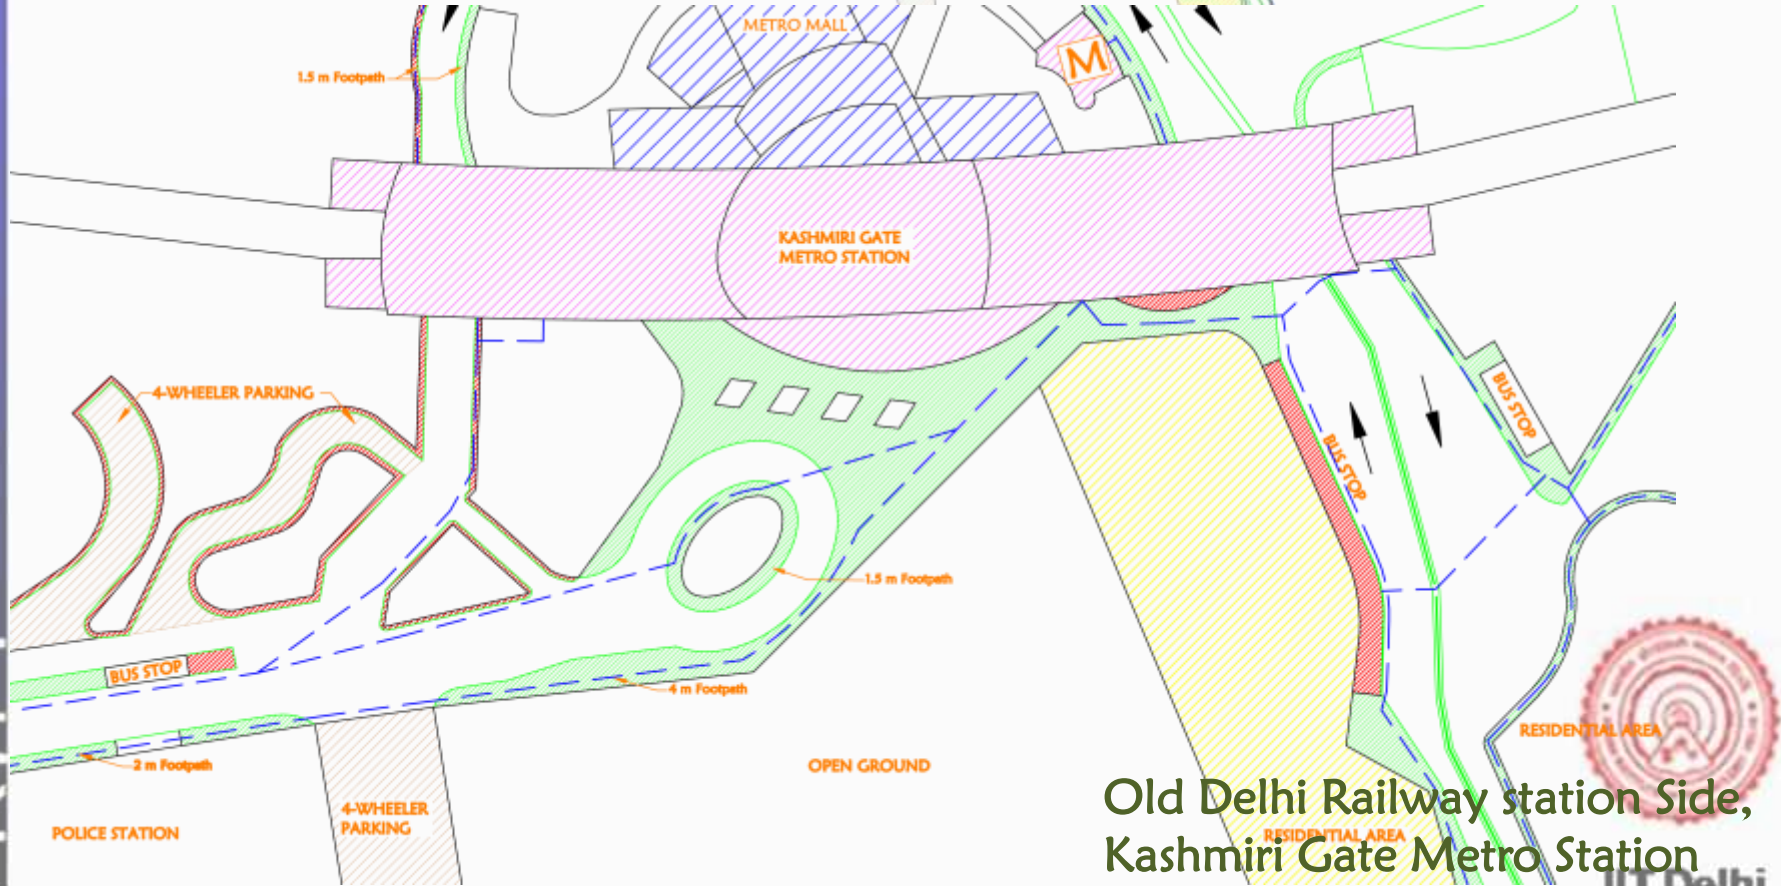 METRO MALL
M
1.5 m Footpath
KASHMIRI GATE
METRO STATION
4-WHEELER PARKING
BUS STOP
BUS STOP
1.5 m Footpath
BUS STOP
4 m Footpath
RESIDENTIAL AREA
2 m Footpath
OPEN GROUND
4-WHEELER
PARKING
POLICE STATION
RESIDENTIAL AREA
Old Delhi Railway station Side,
Kashmiri Gate Metro Station
IIT Delhi